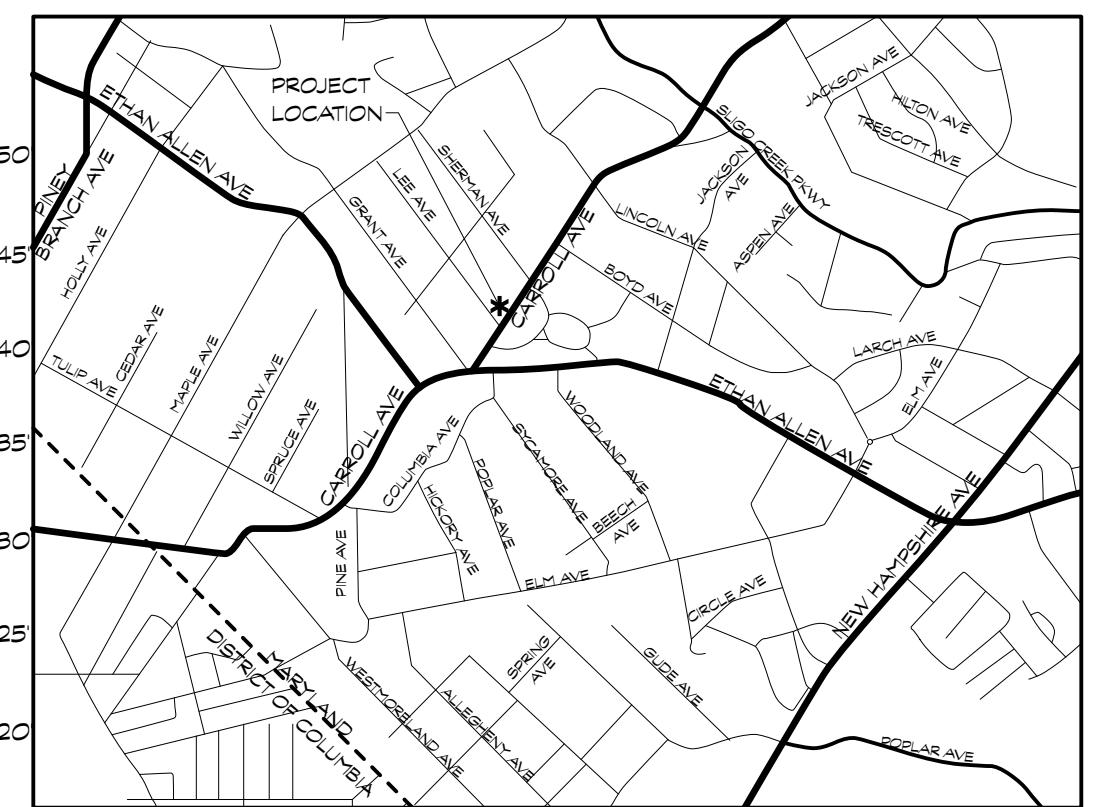 PROJECT
LOCATION
ETHAN ALLEN AVE
PINEY
BRANCH AVE
HOLLY AVE
CEDAR AVE
TULIP AVE
MAPLE AVE
WILLOW AVE
SPRUCE AVE
CARROLL AVE
GRANT AVE
LEE AVE
SHERMAN AVE
*
CARROLL AVE
JACKSON AVE
HILTON AVE
TRESCOTT AVE
SLIGO CREEK PKWY
JACKSON
AVE
LINCOLN AVE
ASPEN AVE
BOYD AVE
LARCH AVE
ELM AVE
ETHAN ALLEN AVE
COLUMBIA AVE
HICKORY AVE
POPLAR AVE
SYCAMORE AVE
WOODLAND AVE
BEECH
AVE
PINE AVE
ELM AVE
CIRCLE AVE
NEW HAMPSHIRE AVE
SPRING
AVE
GUDE AVE
WESTMORELAND AVE
ALLEGHENY AVE
MARYLAND
DISTRICT OF COLUMBIA
POPLAR AVE
50'
45'
40'
35'
30'
25'
20'